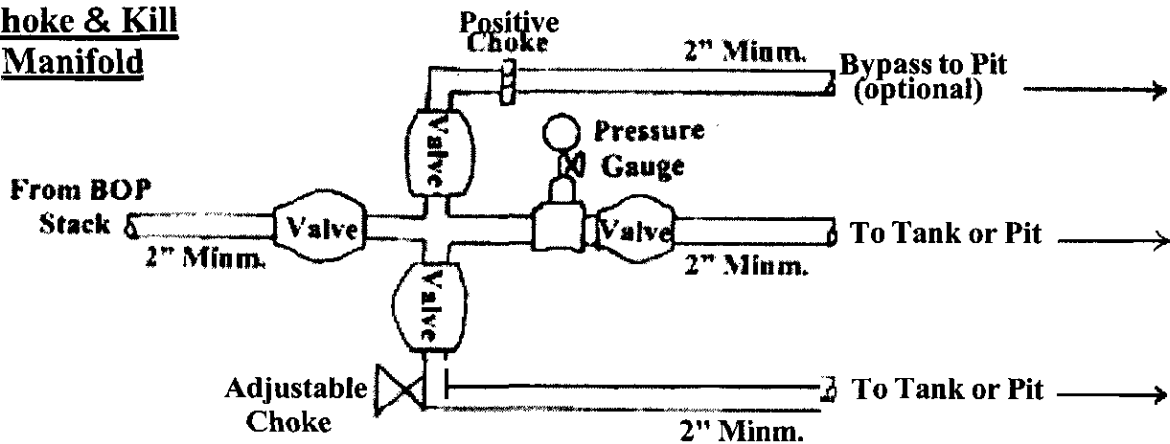 hoke & Kill
Manifold
Positive
Choke
2" Minm.
Bypass to Pit
(optional)
Valve
Pressure
Gauge
From BOP
Stack
Valve
Valve
To Tank or Pit
2" Minm.
2" Minm.
Valve
Adjustable
Choke
To Tank or Pit
2" Minm.